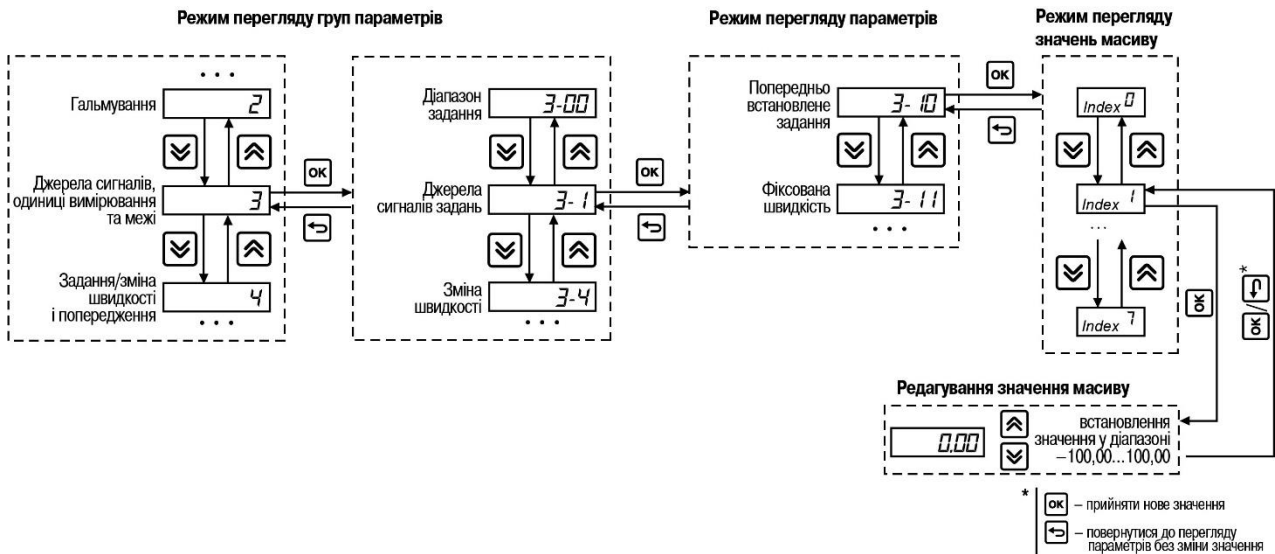 Режим перегляду груп параметрів
Режим перегляду параметрів
Режим перегляду
значень масиву
• • •
Гальмування
2
Джерела сигналів,
одиниці вимірювання
та межі
3
Задання/зміна
швидкості
і попередження
4
• • •
OK
Діапазон
задання
3-00
Джерела
сигналів задань
3-1
Зміна
швидкості
3-4
• • •
OK
Попередньо
встановлене
задання
3-10
Фіксована
швидкість
3-11
• • •
OK
Index 0
Index 1
...
Index 7
OK
OK/ *
Редагування значення масиву
0.00
встановлення
значення у діапазоні
–100,00...100,00
*
OK – прийняти нове значення
– повернутися до перегляду
параметрів без зміни значення